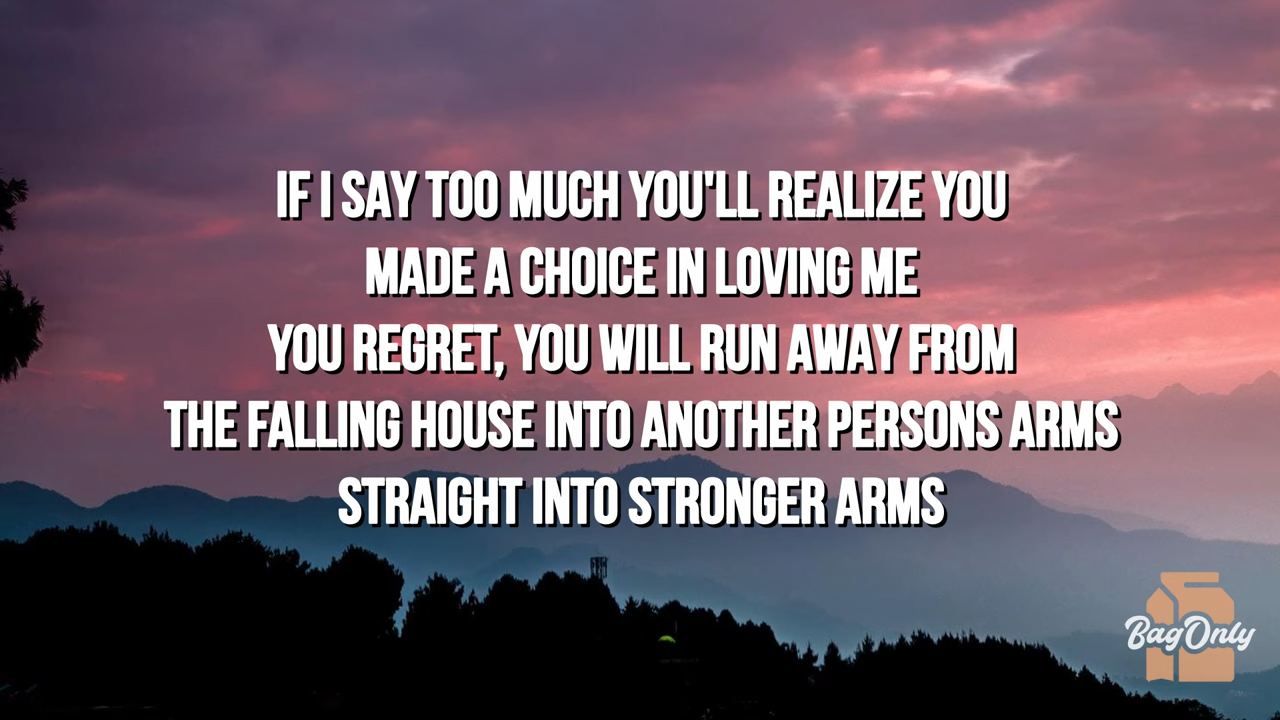 IF I SAY TOO MUCH YOU'LL REALIZE YOU
MADE A CHOICE IN LOVING ME
YOU REGRET, YOU WILL RUN AWAY FROM
THE FALLING HOUSE INTO ANOTHER PERSONS ARMS
STRAIGHT INTO STRONGER ARMS
BagOnly